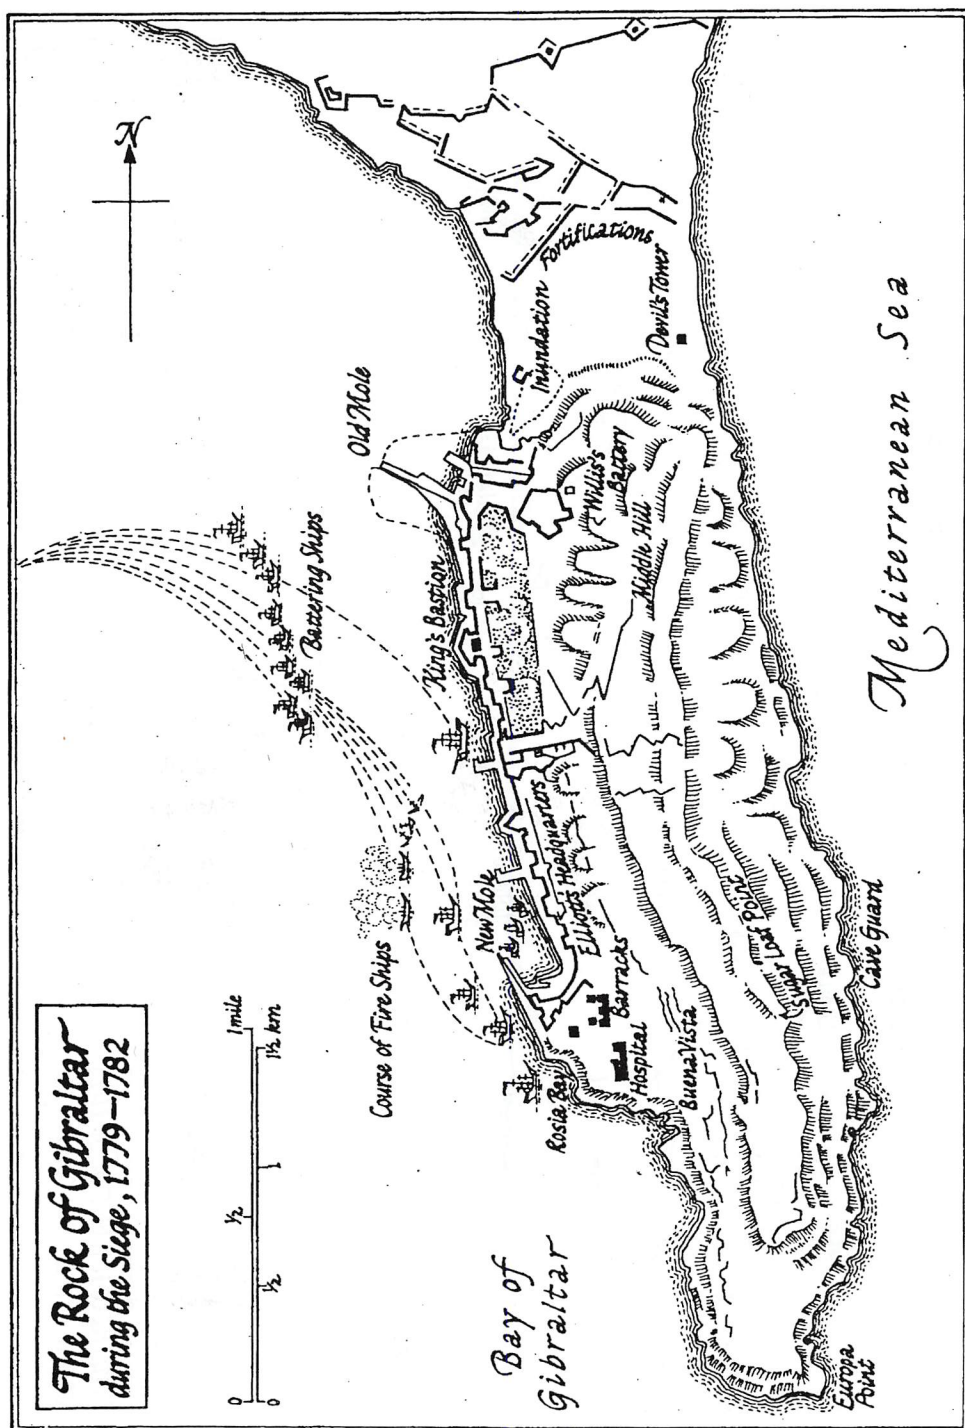 The Rock of Gibraltar
during the Siege, 1779–1782
0 ½ 1 mile
0 ½ 1 1½ km
N
Course of Fire Ships
Battering Ships
Old Mole
King's Bastion
New Mole
Rosia Bay
Bay of
Gibraltar
Inundation
Fortifications
Devil's Tower
Willis's
Battery
Middle Hill
Elliott's Headquarters
Barracks
Hospital
Buena Vista
Sugar Loaf Point
Cave Guard
Europa
Point
Mediterranean Sea